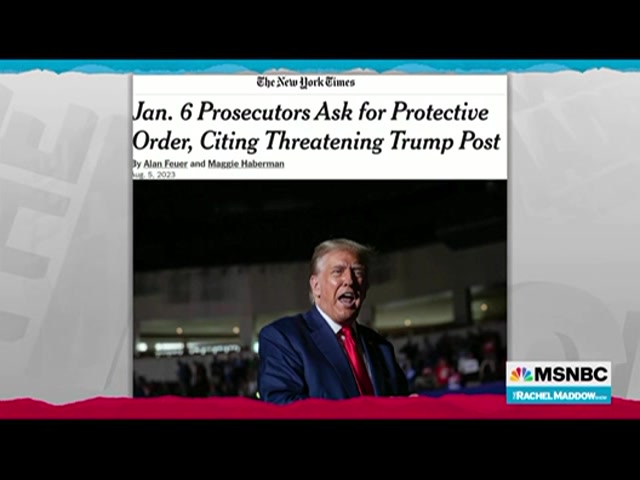 The New York Times
Jan. 6 Prosecutors Ask for Protective
Order, Citing Threatening Trump Post
By Alan Feuer and Maggie Haberman
Aug. 5, 2023
MSNBC
THE RACHEL MADDOW SHOW